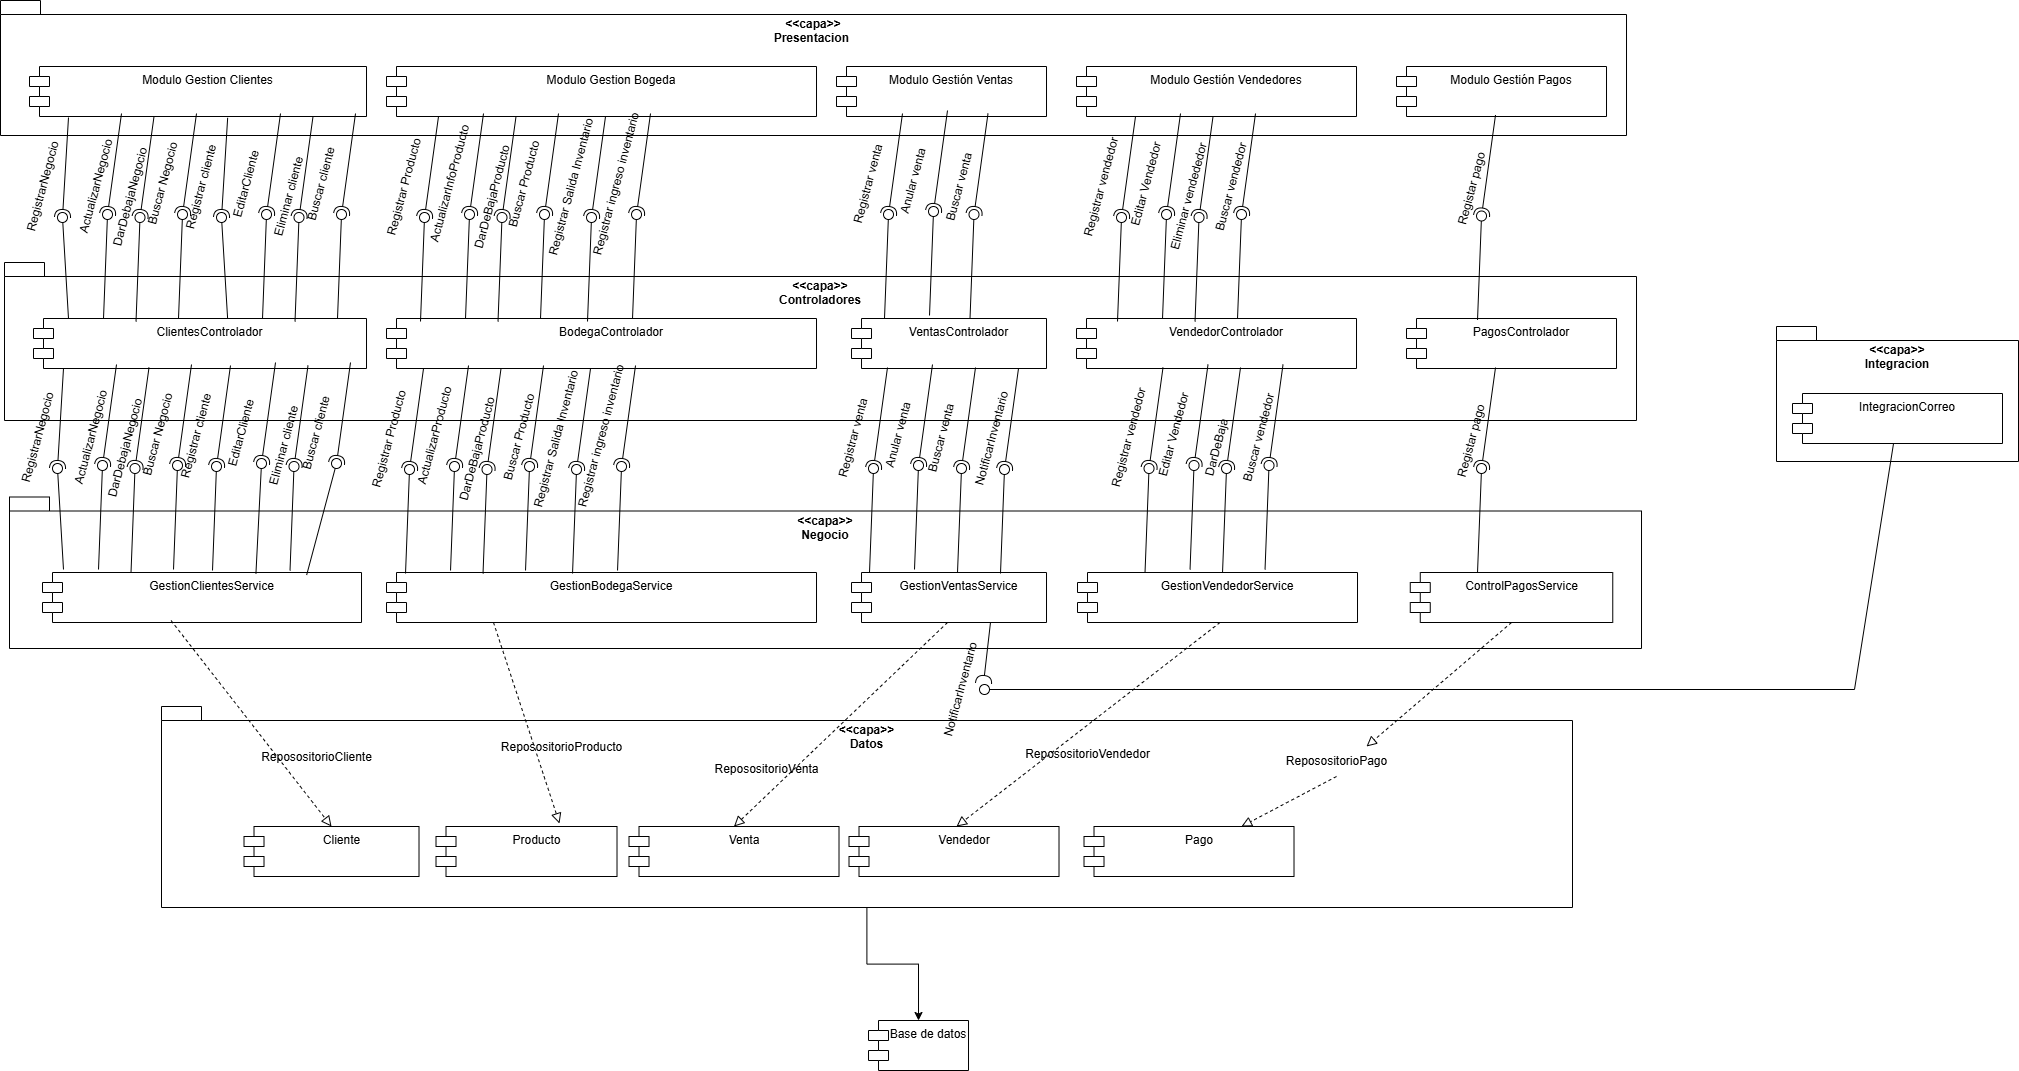 <<capa>>
Presentacion
Modulo Gestion Clientes
Modulo Gestion Bogeda
Modulo Gestión Ventas
Modulo Gestión Vendedores
Modulo Gestión Pagos
RegistrarNegocio
ActualizarNegocio
DarDebajaNegocio
Buscar Negocio
Registrar cliente
EditarCliente
Eliminar cliente
Buscar cliente
Registrar Producto
ActualizarInfoProducto
DarDeBajaProducto
Buscar Producto
Registrar Salida Inventario
Registrar ingreso inventario
Registrar venta
Anular venta
Buscar venta
Registrar vendedor
Editar Vendedor
Eliminar vendededor
Buscar vendedor
Registar pago
<<capa>>
Controladores
ClientesControlador
BodegaControlador
VentasControlador
VendedorControlador
PagosControlador
<<capa>>
Integracion
IntegracionCorreo
RegistrarNegocio
ActualizarNegocio
DarDebajaNegocio
Buscar Negocio
Registrar cliente
EditarCliente
Eliminar cliente
Buscar cliente
Registrar Producto
ActualizarProducto
DarDeBajaProducto
Buscar Producto
Registrar Salida Inventario
Registrar ingreso inventario
Registrar venta
Anular venta
Buscar venta
NotificarInventario
Registrar vendedor
Editar Vendedor
DarDeBaja
Buscar vendedor
Registar pago
<<capa>>
Negocio
GestionClientesService
GestionBodegaService
GestionVentasService
GestionVendedorService
ControlPagosService
NotificarInventario
<<capa>>
Datos
ReposositorioCliente
ReposositorioProducto
ReposositorioVenta
ReposositorioVendedor
ReposositorioPago
Cliente
Producto
Venta
Vendedor
Pago
Base de datos